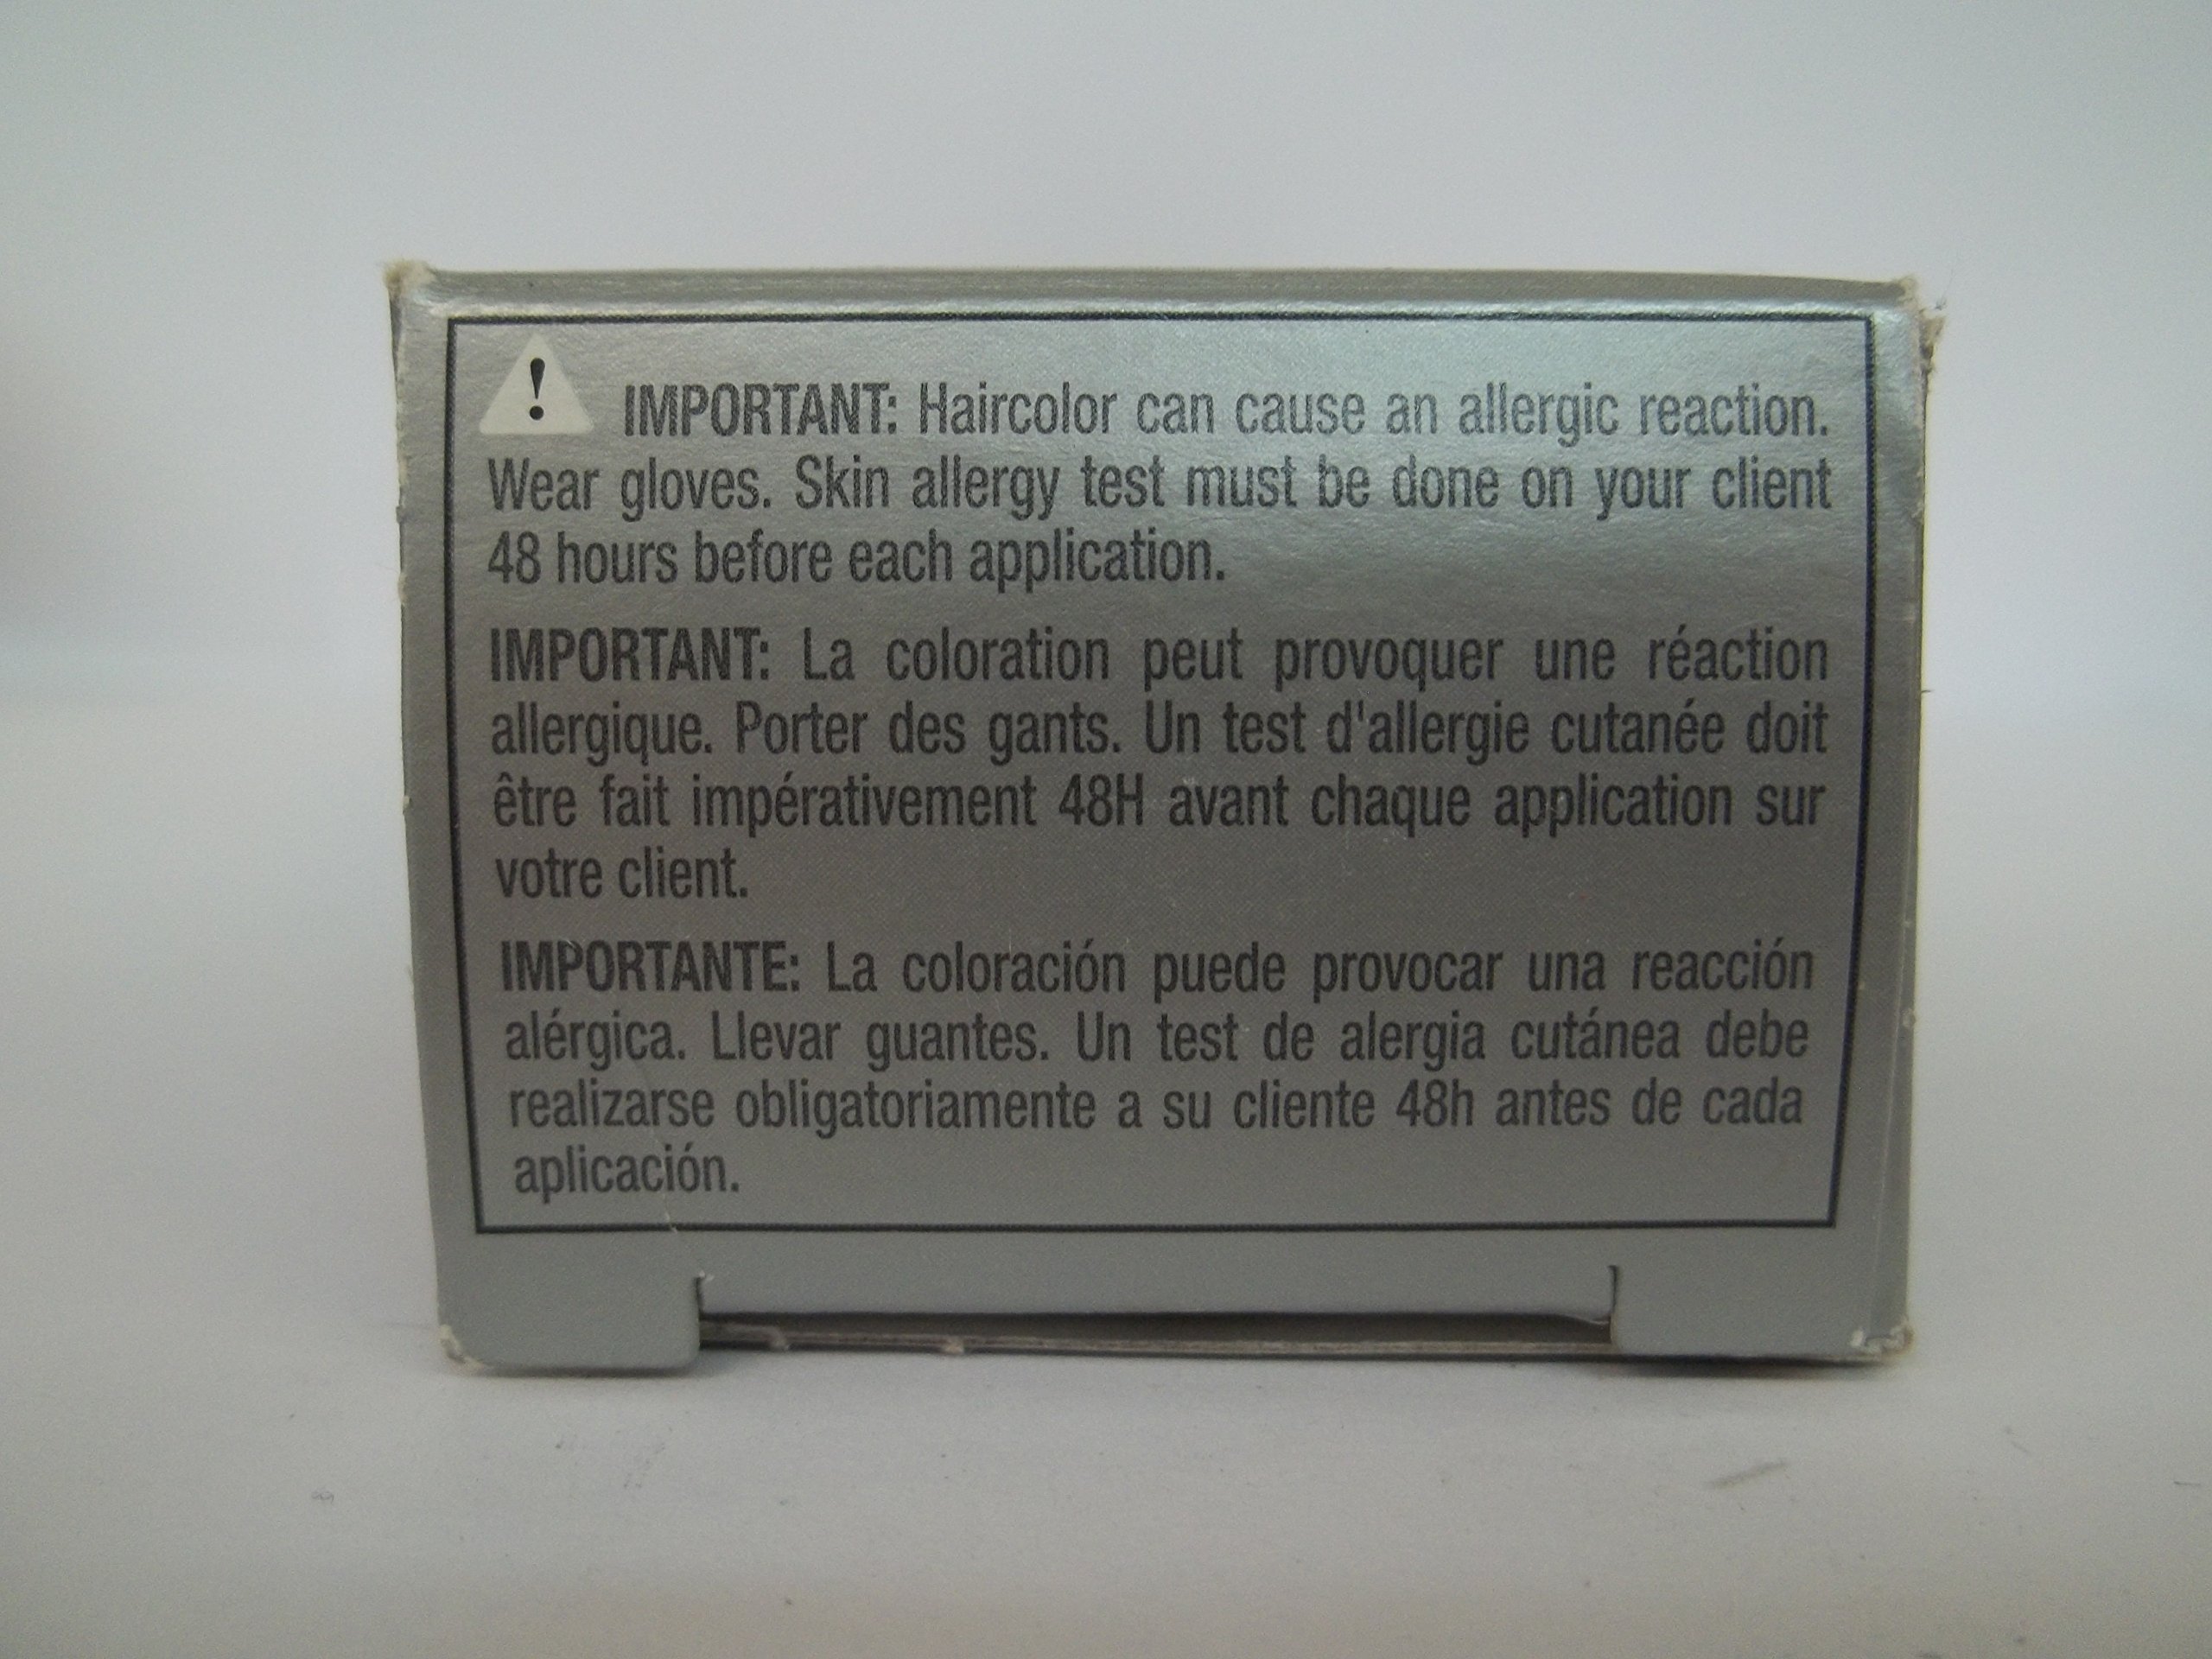 ! IMPORTANT: Haircolor can cause an allergic reaction.
Wear gloves. Skin allergy test must be done on your client
48 hours before each application.
IMPORTANT: La coloration peut provoquer une réaction
allergique. Porter des gants. Un test d'allergie cutanée doit
être fait impérativement 48H avant chaque application sur
votre client.
IMPORTANTE: La coloración puede provocar una reacción
alérgica. Llevar guantes. Un test de alergia cutánea debe
realizarse obligatoriamente a su cliente 48h antes de cada
aplicación.